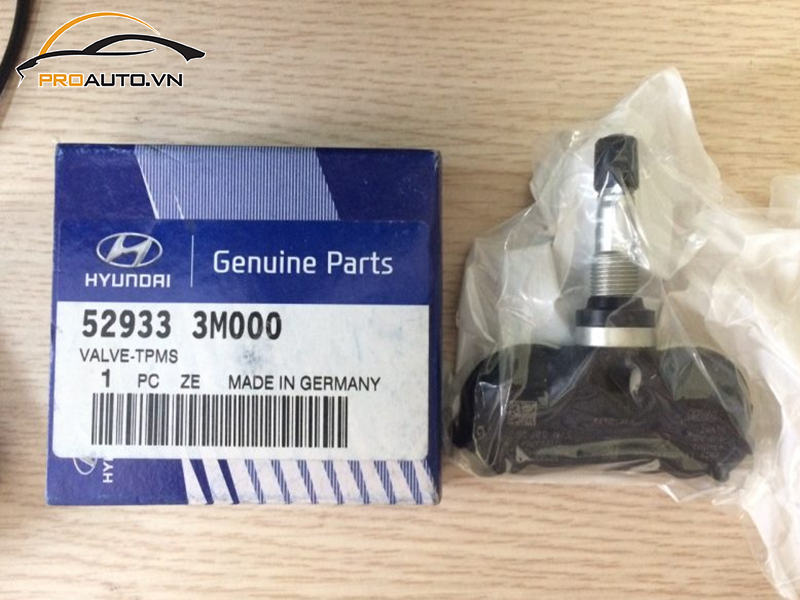 PROAUTO.VN
HYUNDAI
Genuine Parts
52933 3M000
VALVE-TPMS
1 PC ZE MADE IN GERMANY